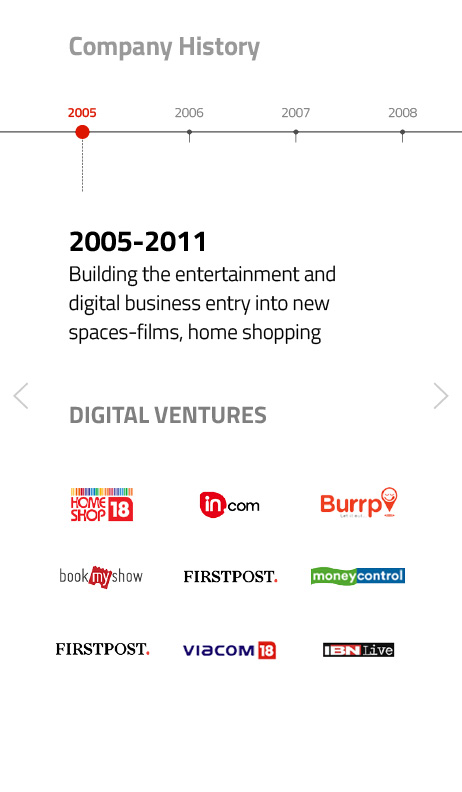 Company History
2005 2006 2007 2008
2005-2011
Building the entertainment and
digital business entry into new
spaces-films, home shopping
DIGITAL VENTURES
HOME SHOP 18
in.com
Burrp
bookmyshow
FIRSTPOST.
moneycontrol
FIRSTPOST.
VIACOM 18
IBN Live